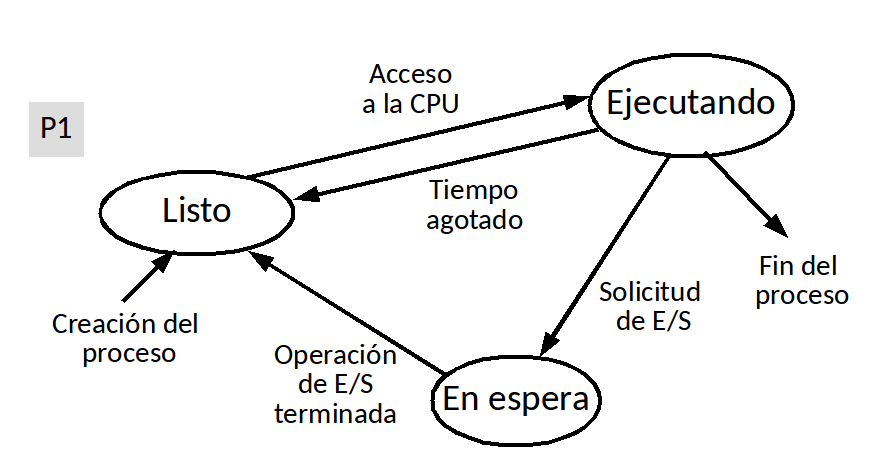 Acceso
a la CPU
Ejecutando
P1
Listo
Tiempo
agotado
Fin del
proceso
Solicitud
de E/S
Creación del
proceso
Operación
de E/S
terminada
En espera